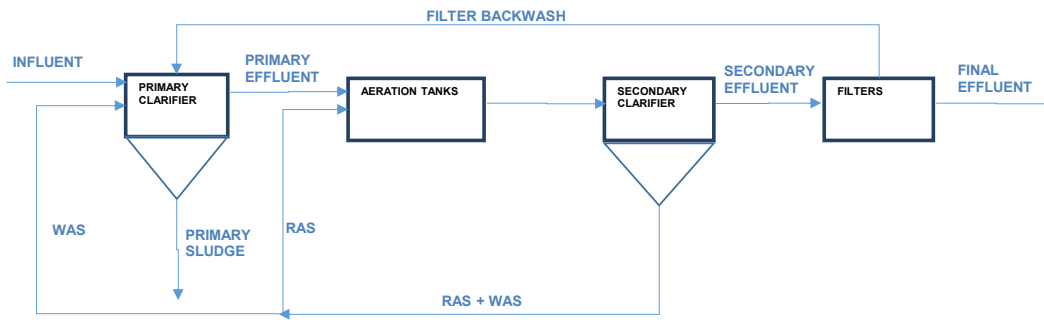 FILTER BACKWASH
INFLUENT
PRIMARY
EFFLUENT
SECONDARY
EFFLUENT
FINAL
EFFLUENT
PRIMARY
CLARIFIER
AERATION TANKS
SECONDARY
CLARIFIER
FILTERS
WAS
PRIMARY
SLUDGE
RAS
RAS + WAS